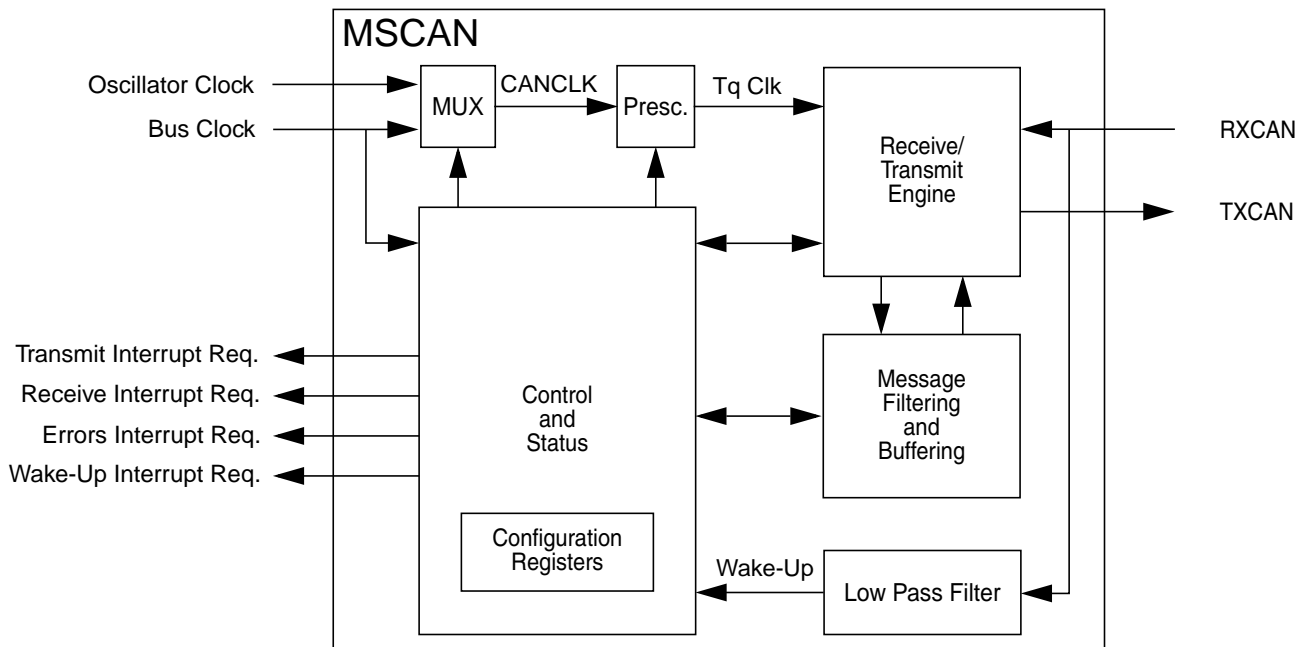 MSCAN
Oscillator Clock
Bus Clock
MUX
CANCLK
Presc.
Tq Clk
Receive/
Transmit
Engine
RXCAN
TXCAN
Transmit Interrupt Req.
Receive Interrupt Req.
Errors Interrupt Req.
Wake-Up Interrupt Req.
Control
and
Status
Message
Filtering
and
Buffering
Configuration
Registers
Wake-Up
Low Pass Filter